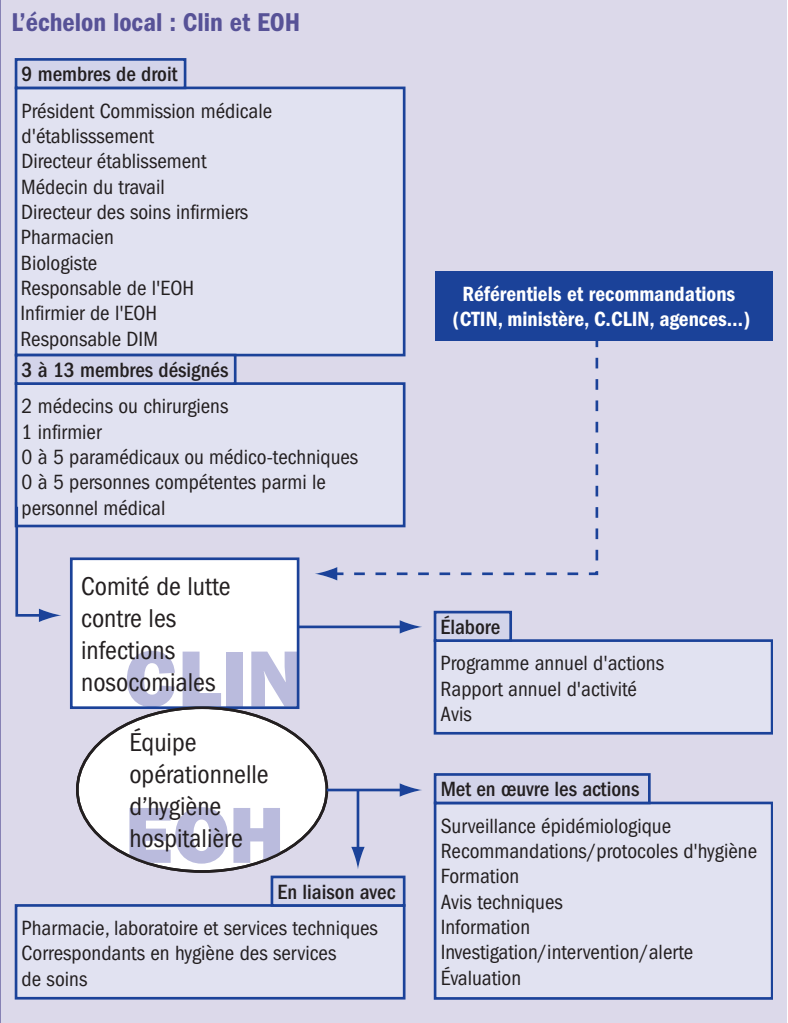 L'échelon local : Clin et EOH
9 membres de droit
Président Commission médicale
d'établisssement
Directeur établissement
Médecin du travail
Directeur des soins infirmiers
Pharmacien
Biologiste
Responsable de l'EOH
Infirmier de l'EOH
Responsable DIM
3 à 13 membres désignés
2 médecins ou chirurgiens
1 infirmier
0 à 5 paramédicaux ou médico-techniques
0 à 5 personnes compétentes parmi le
personnel médical
Référentiels et recommandations
(CTIN, ministère, C.CLIN, agences...)
Comité de lutte
contre les
infections
nosocomiales
CLIN
Élabore
Programme annuel d'actions
Rapport annuel d'activité
Avis
Équipe
opérationnelle
d'hygiène
hospitalière
EOH
Met en œuvre les actions
Surveillance épidémiologique
Recommandations/protocoles d'hygiène
Formation
Avis techniques
Information
Investigation/intervention/alerte
Évaluation
En liaison avec
Pharmacie, laboratoire et services techniques
Correspondants en hygiène des services
de soins